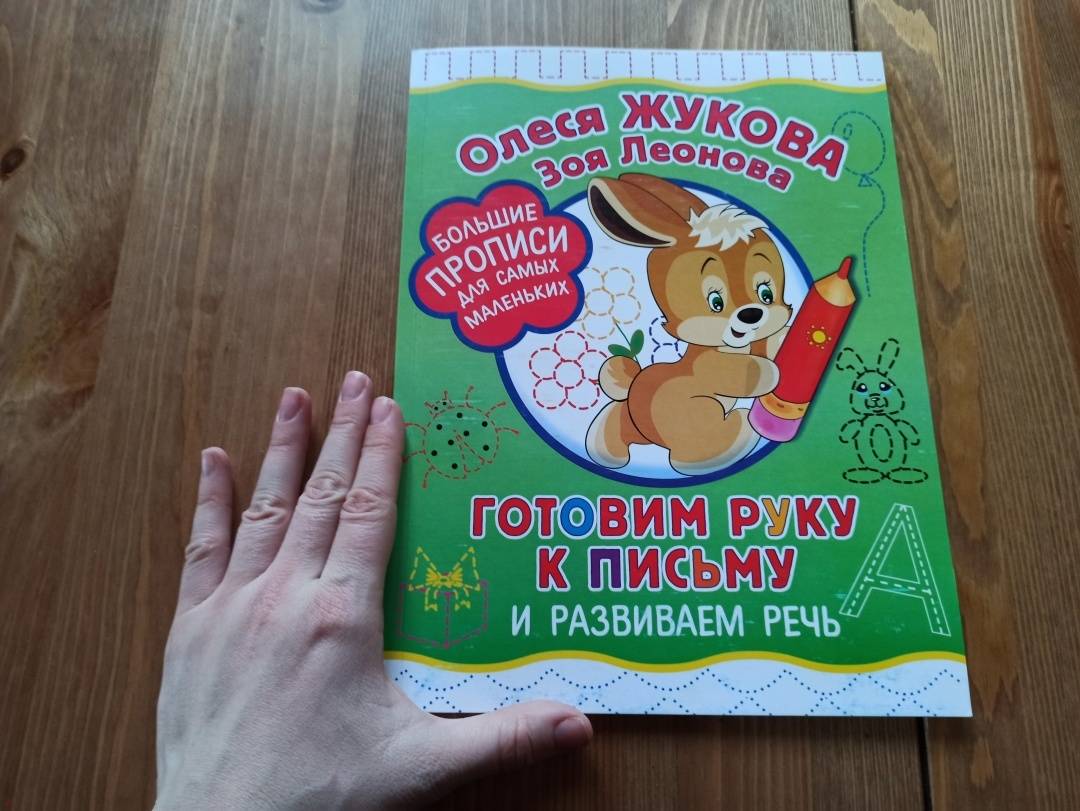 Олеся ЖУКОВА
Зоя Леонова
БОЛЬШИЕ
ПРОПИСИ
ДЛЯ САМЫХ
МАЛЕНЬКИХ
ГОТОВИМ РУКУ
К ПИСЬМУ
И РАЗВИВАЕМ РЕЧЬ
А